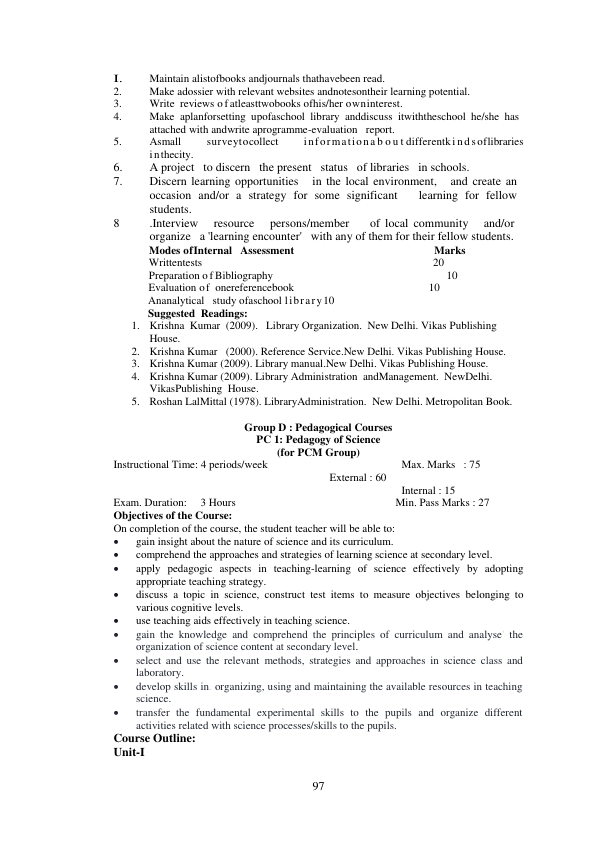 1. Maintain alistofbooks andjournals thathavebeen read.
2. Make adossier with relevant websites andnotesontheir learning potential.
3. Write reviews of atleasttwobooks ofhis/her owninterest.
4. Make aplanforsetting upofaschool library anddiscuss itwiththeschool he/she has
attached with andwrite aprogramme-evaluation report.
5. Asmall surveytocollect informationabout differentkindsoflibraries
inthecity.
6. A project to discern the present status of libraries in schools.
7. Discern learning opportunities in the local environment, and create an
occasion and/or a strategy for some significant learning for fellow
students.
8 .Interview resource persons/member of local community and/or
organize a 'learning encounter' with any of them for their fellow students.
Modes ofInternal Assessment Marks
Writtentests 20
Preparation of Bibliography 10
Evaluation of onereferencebook 10
Ananalytical study ofaschool library10
Suggested Readings:
1. Krishna Kumar (2009). Library Organization. New Delhi. Vikas Publishing
House.
2. Krishna Kumar (2000). Reference Service.New Delhi. Vikas Publishing House.
3. Krishna Kumar (2009). Library manual.New Delhi. Vikas Publishing House.
4. Krishna Kumar (2009). Library Administration andManagement. NewDelhi.
VikasPublishing House.
5. Roshan LalMittal (1978). LibraryAdministration. New Delhi. Metropolitan Book.
Group D : Pedagogical Courses
PC 1: Pedagogy of Science
(for PCM Group)
Instructional Time: 4 periods/week Max. Marks : 75
External : 60
Internal : 15
Exam. Duration: 3 Hours Min. Pass Marks : 27
Objectives of the Course:
On completion of the course, the student teacher will be able to:
• gain insight about the nature of science and its curriculum.
• comprehend the approaches and strategies of learning science at secondary level.
• apply pedagogic aspects in teaching-learning of science effectively by adopting
appropriate teaching strategy.
• discuss a topic in science, construct test items to measure objectives belonging to
various cognitive levels.
• use teaching aids effectively in teaching science.
• gain the knowledge and comprehend the principles of curriculum and analyse the
organization of science content at secondary level.
• select and use the relevant methods, strategies and approaches in science class and
laboratory.
• develop skills in. organizing, using and maintaining the available resources in teaching
science.
• transfer the fundamental experimental skills to the pupils and organize different
activities related with science processes/skills to the pupils.
Course Outline:
Unit-I
97